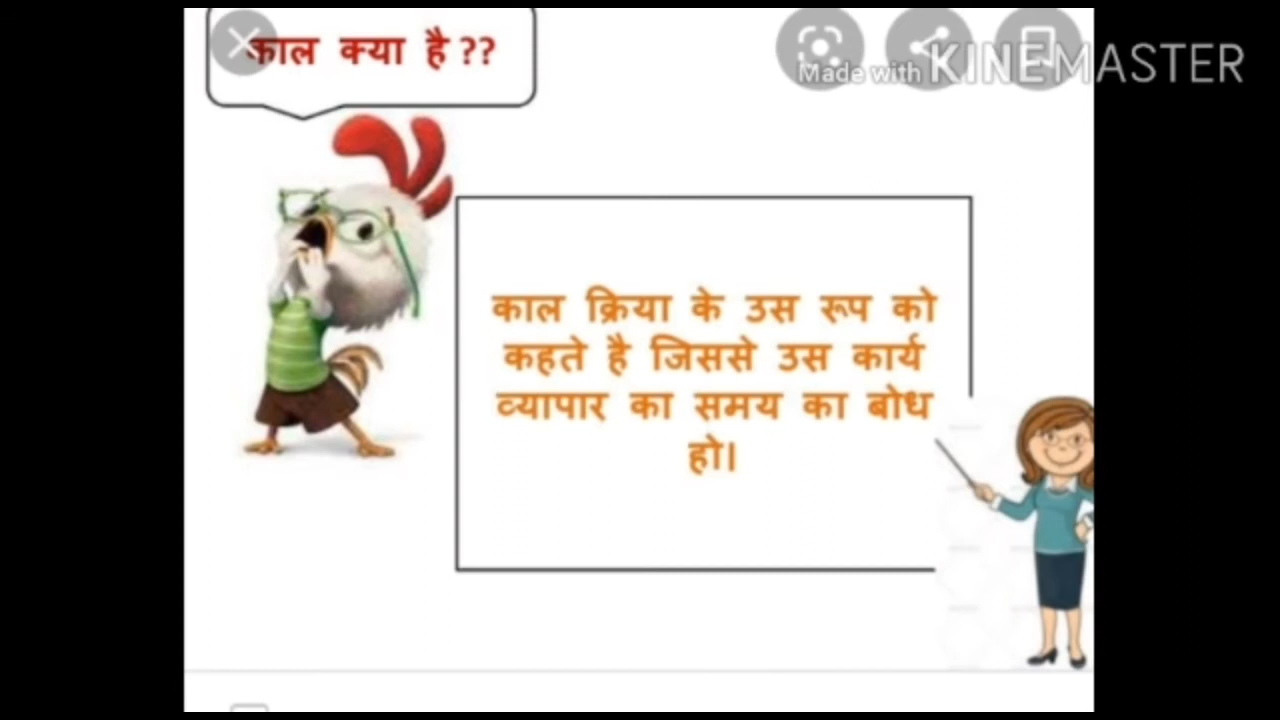 काल क्या है ??
Made with KINEMASTER
काल क्रिया के उस रूप को
कहते है जिससे उस कार्य
व्यापार का समय का बोध
हो।